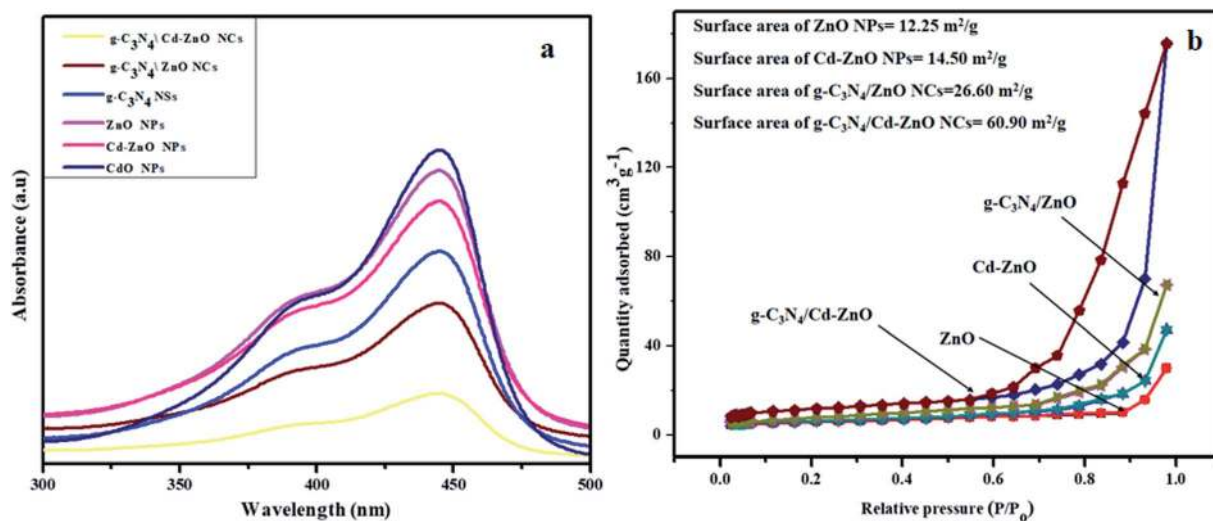 g-C₃N₄\ Cd-ZnO NCs
g-C₃N₄\ ZnO NCs
g-C₃N₄ NSs
ZnO NPs
Cd-ZnO NPs
CdO NPs
a
Absorbance (a.u)
300
350
400
450
500
Wavelength (nm)
Surface area of ZnO NPs= 12.25 m²/g
b
Surface area of Cd-ZnO NPs= 14.50 m²/g
Surface area of g-C₃N₄/ZnO NCs=26.60 m²/g
Surface area of g-C₃N₄/Cd-ZnO NCs= 60.90 m²/g
Quantity adsorbed (cm³g⁻¹)
160
120
80
40
0
g-C₃N₄/ZnO
Cd-ZnO
g-C₃N₄/Cd-ZnO
ZnO
0.0
0.2
0.4
0.6
0.8
1.0
Relative pressure (P/Pₒ)